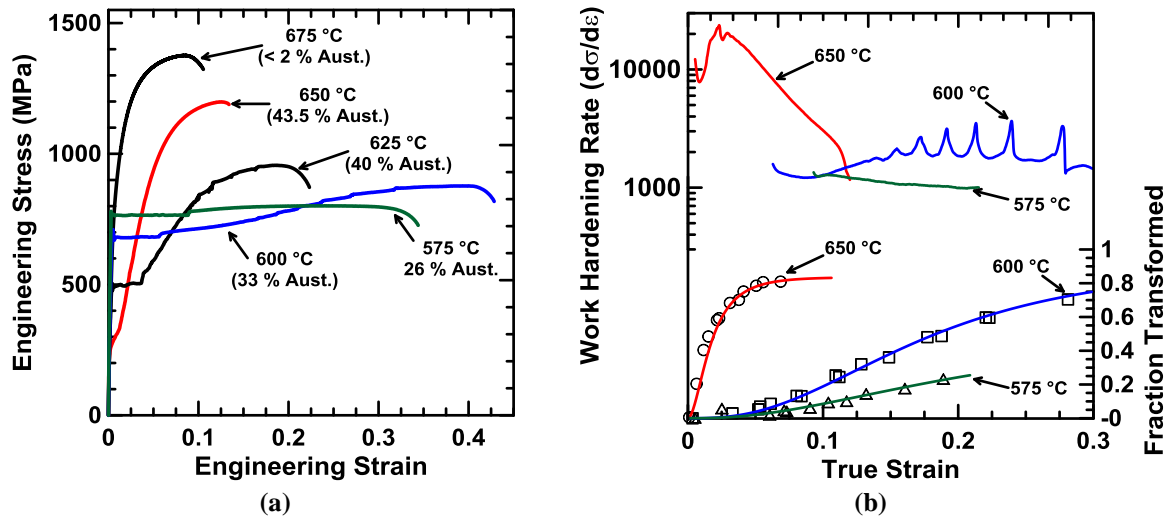 Engineering Stress (MPa)
1500
1000
500
0
675 °C
(< 2 % Aust.)
650 °C
(43.5 % Aust.)
625 °C
(40 % Aust.)
600 °C
(33 % Aust.)
575 °C
26 % Aust.
0 0.1 0.2 0.3 0.4
Engineering Strain
(a)
Work Hardening Rate (dσ/dε)
10000
1000
650 °C
600 °C
575 °C
650 °C
600 °C
575 °C
1
0.8
0.6
0.4
0.2
-0
Fraction Transformed
0 0.1 0.2 0.3
True Strain
(b)